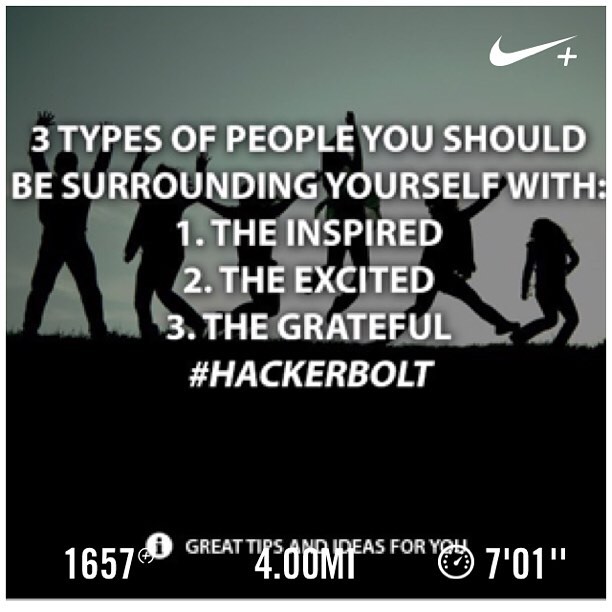 3 TYPES OF PEOPLE YOU SHOULD
BE SURROUNDING YOURSELF WITH:
1. THE INSPIRED
2. THE EXCITED
3. THE GRATEFUL
#HACKERBOLT
GREAT TIPS AND IDEAS FOR YOU
1657 4.00MI 7'01"